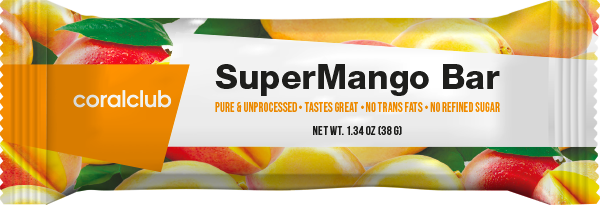 SuperMango Bar
coralclub
PURE & UNPROCESSED • TASTES GREAT • NO TRANS FATS • NO REFINED SUGAR
NET WT. 1.34 OZ (38 G)